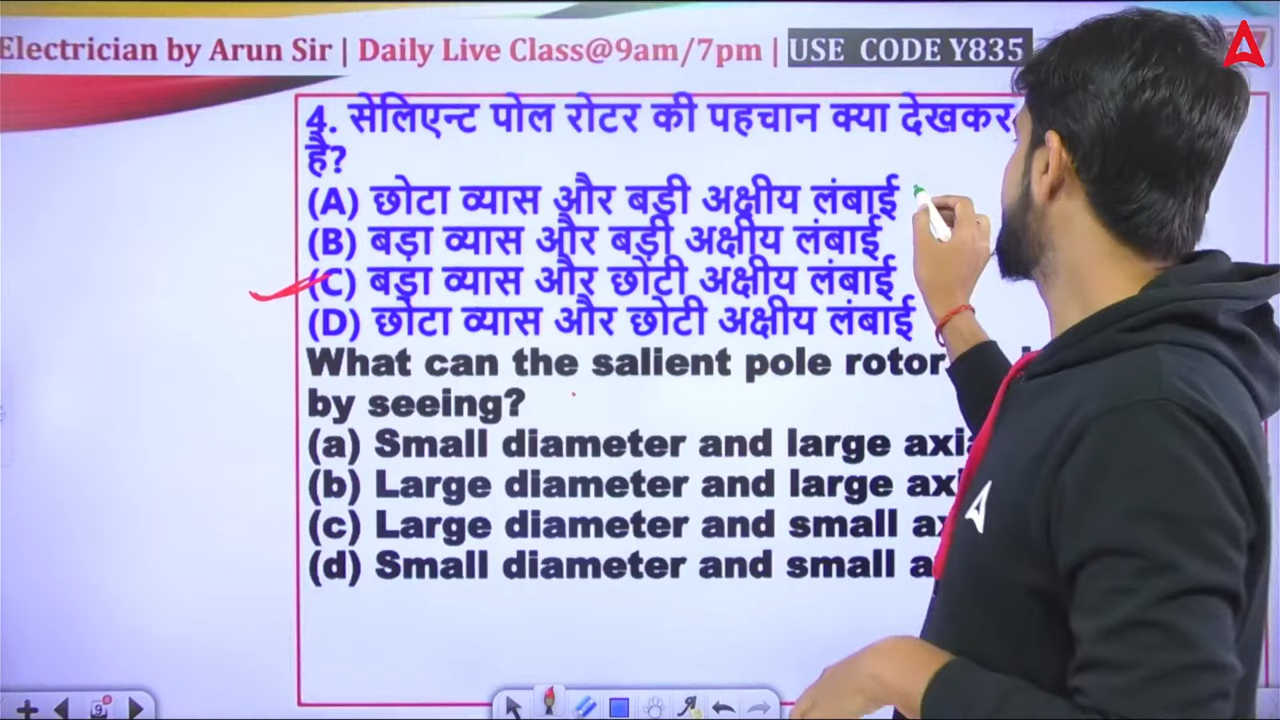 Electrician by Arun Sir | Daily Live Class@9am/7pm | USE CODE Y835
4. सेलिएन्ट पोल रोटर की पहचान क्या देखकर
है?
(A) छोटा व्यास और बड़ी अक्षीय लंबाई
(B) बड़ा व्यास और बड़ी अक्षीय लंबाई
(C) बड़ा व्यास और छोटी अक्षीय लंबाई
(D) छोटा व्यास और छोटी अक्षीय लंबाई
What can the salient pole rotor
by seeing?
(a) Small diameter and large
(b) Large diameter and large
(c) Large diameter and small
(d) Small diameter and small
9